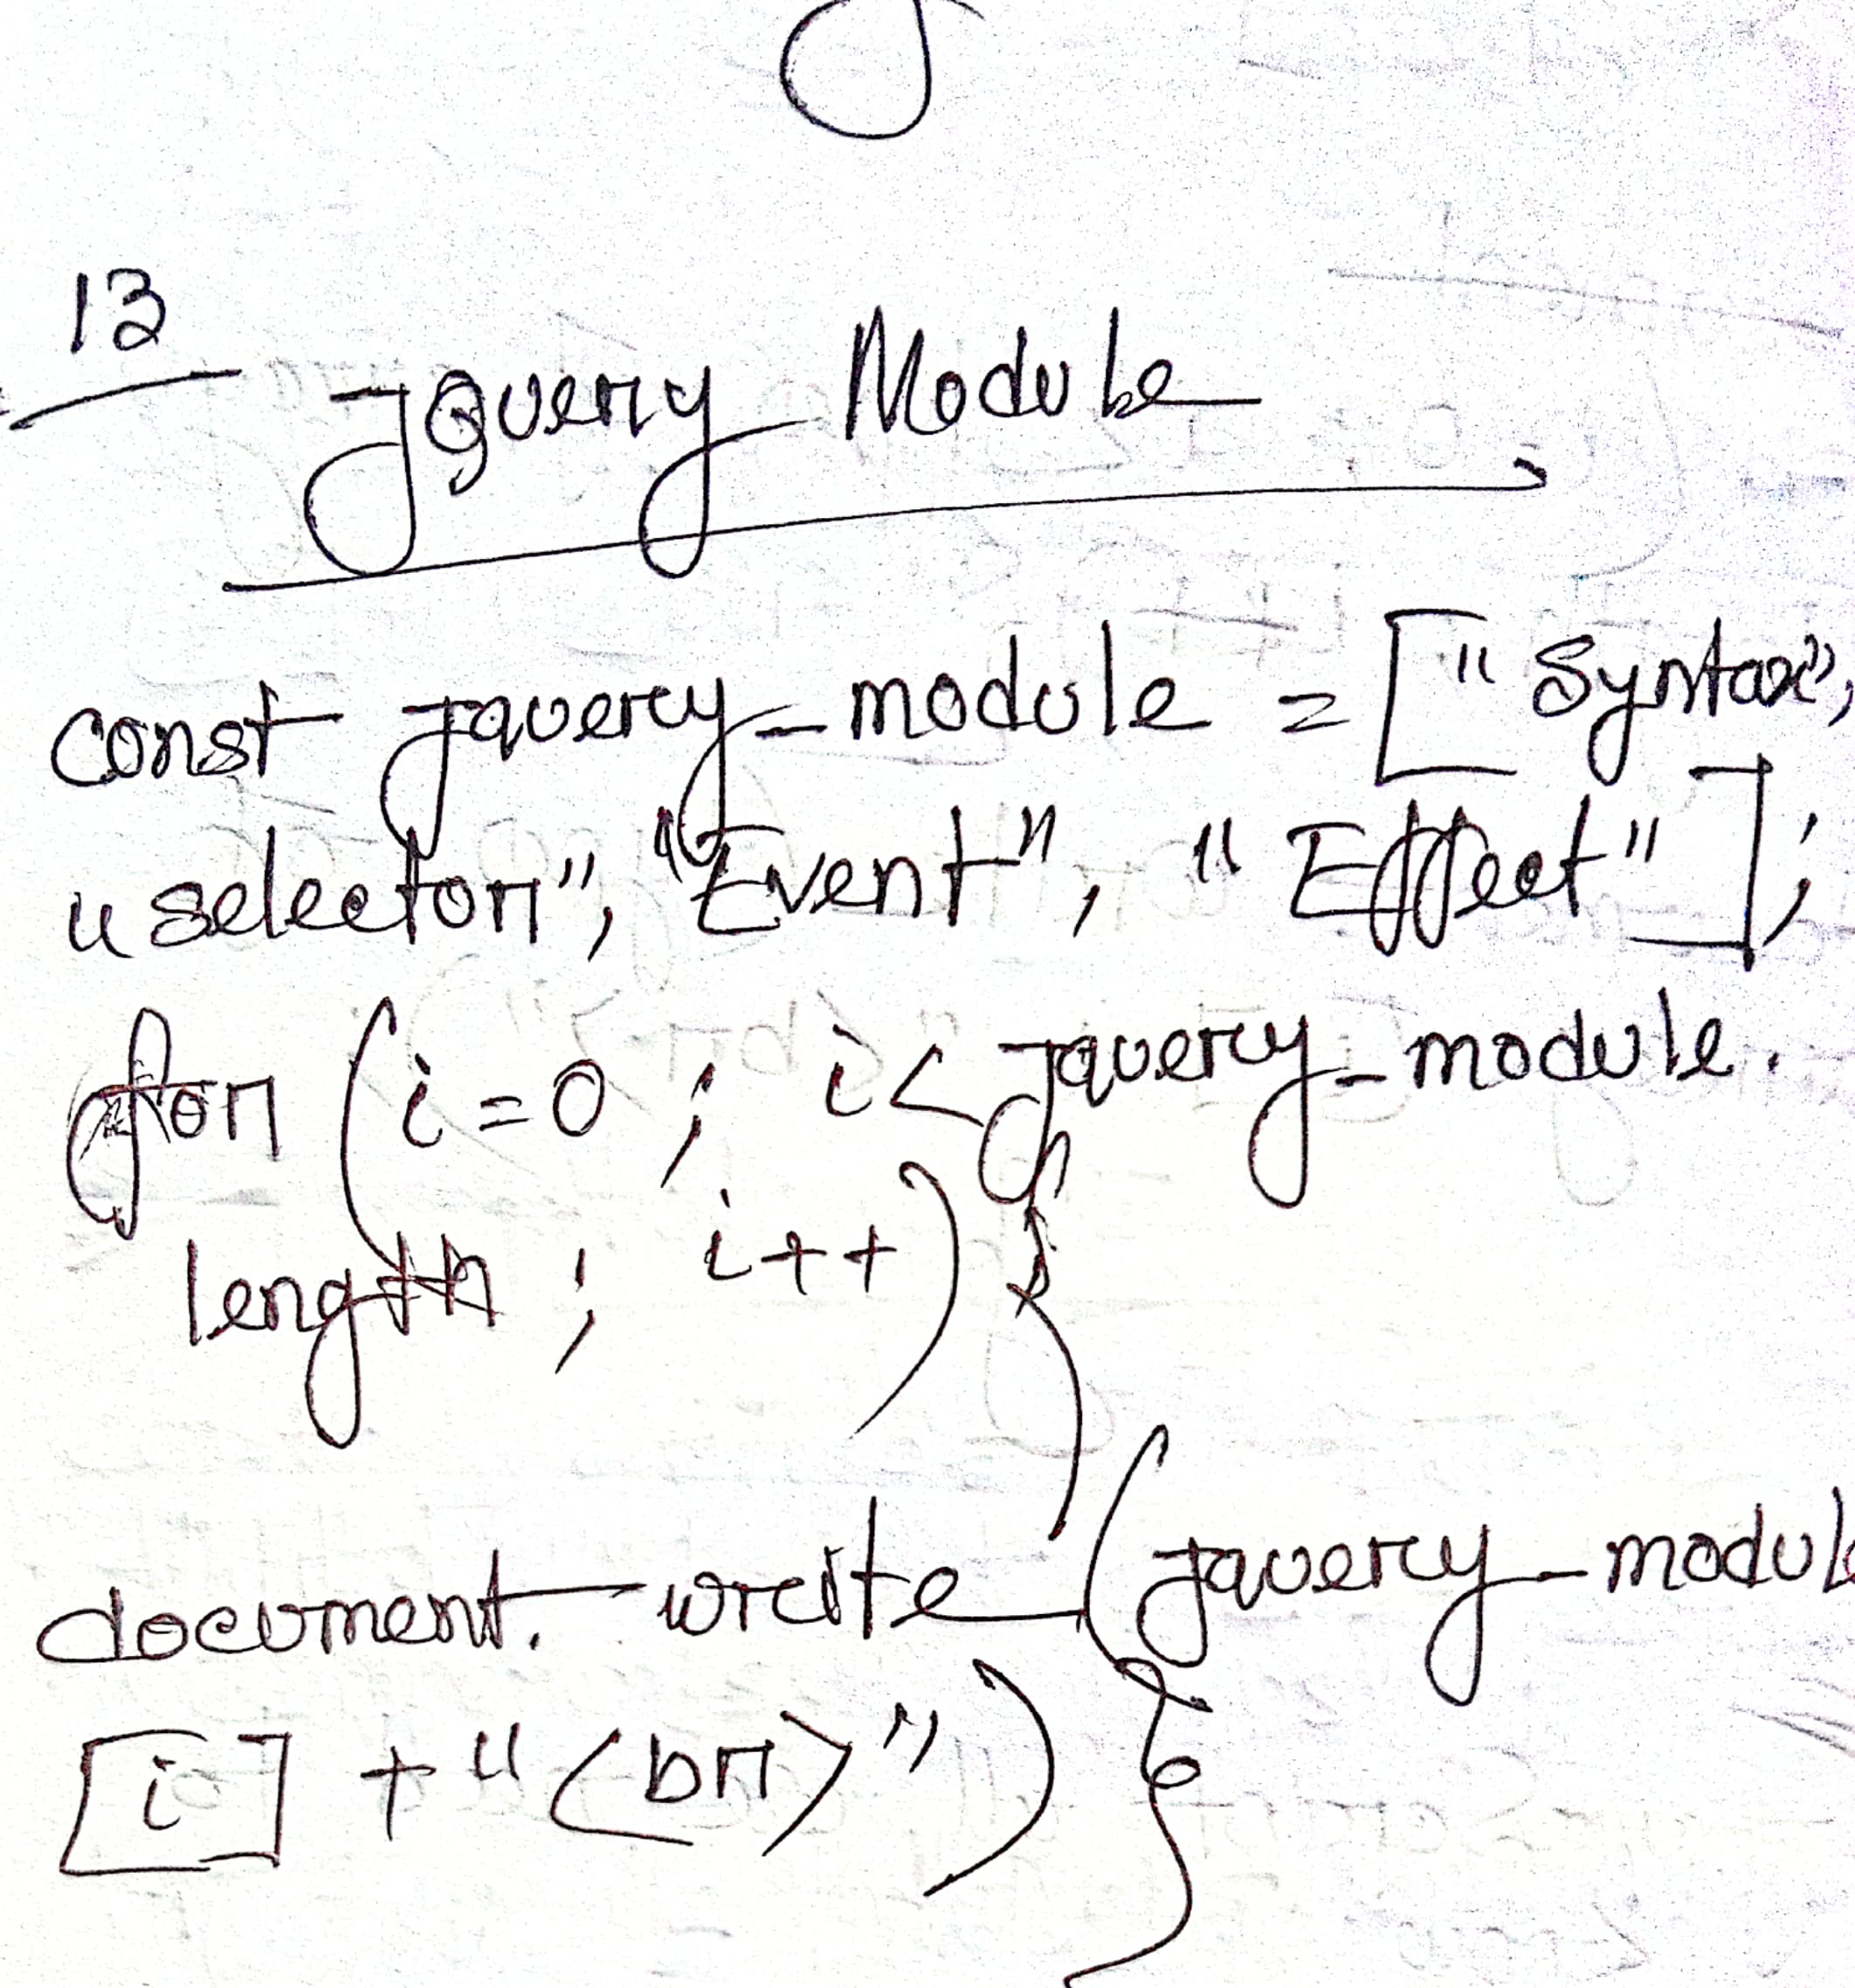 13
JQuery Module
const jquery_module = ["Syntax",
"selector", "Event", "Effect"];
for (i=0; i<jquery_module.
length; i++) {
document.write (jquery_modul
[i] + "<br>") }